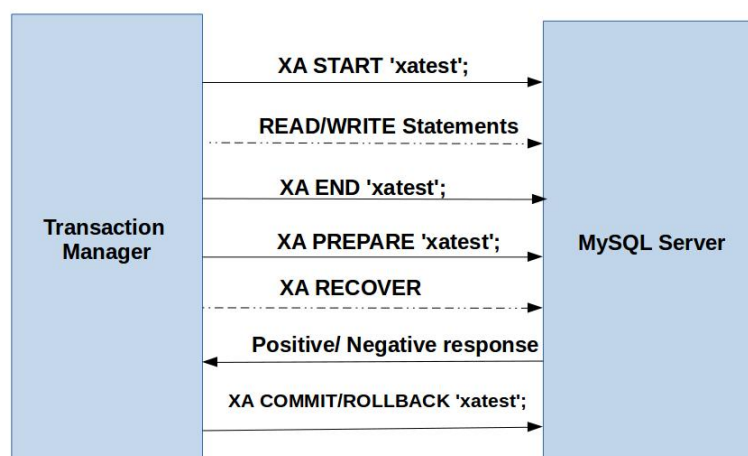 XA START 'xatest';
READ/WRITE Statements
XA END 'xatest';
Transaction
Manager
MySQL Server
XA PREPARE 'xatest';
XA RECOVER
Positive/ Negative response
XA COMMIT/ROLLBACK 'xatest';